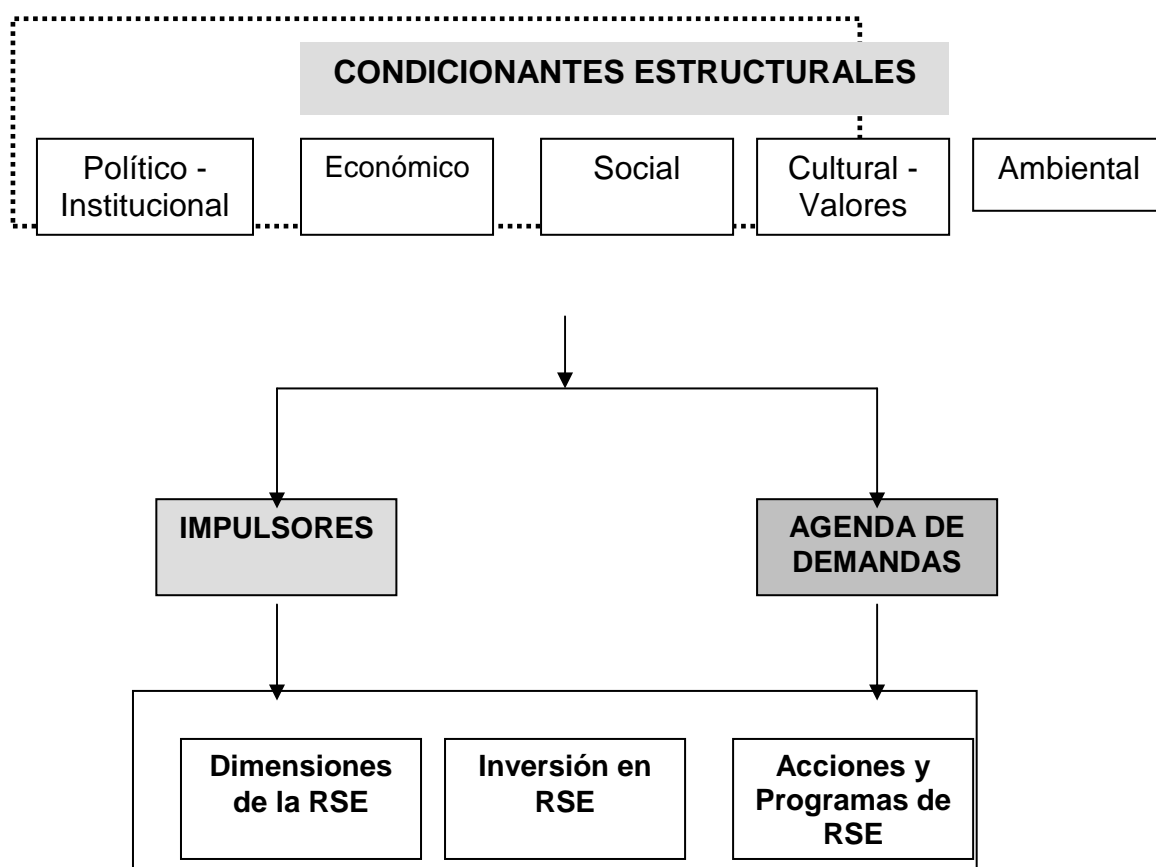 CONDICIONANTES ESTRUCTURALES
Político -
Institucional
Económico
Social
Cultural -
Valores
Ambiental
IMPULSORES
AGENDA DE
DEMANDAS
Dimensiones
de la RSE
Inversión en
RSE
Acciones y
Programas de
RSE